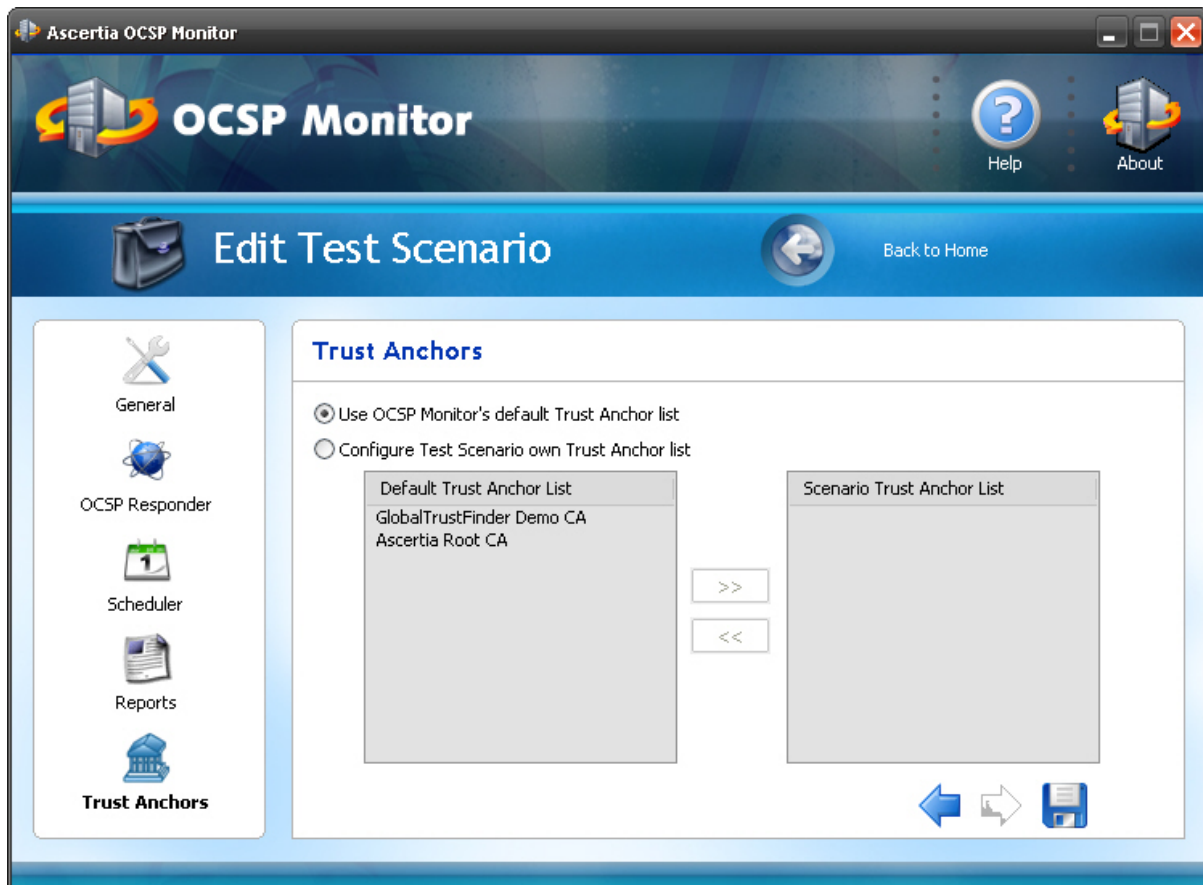 Ascertia OCSP Monitor
OCSP Monitor
Help
About
Edit Test Scenario
Back to Home
General
OCSP Responder
1
Scheduler
Reports
Trust Anchors
Trust Anchors
Use OCSP Monitor's default Trust Anchor list
Configure Test Scenario own Trust Anchor list
Default Trust Anchor List
GlobalTrustFinder Demo CA
Ascertia Root CA
>>
<<
Scenario Trust Anchor List